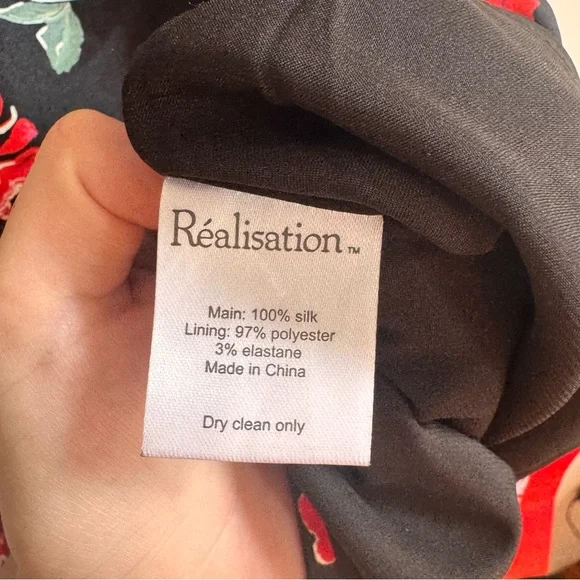 Réalisation™
Main: 100% silk
Lining: 97% polyester
3% elastane
Made in China
Dry clean only